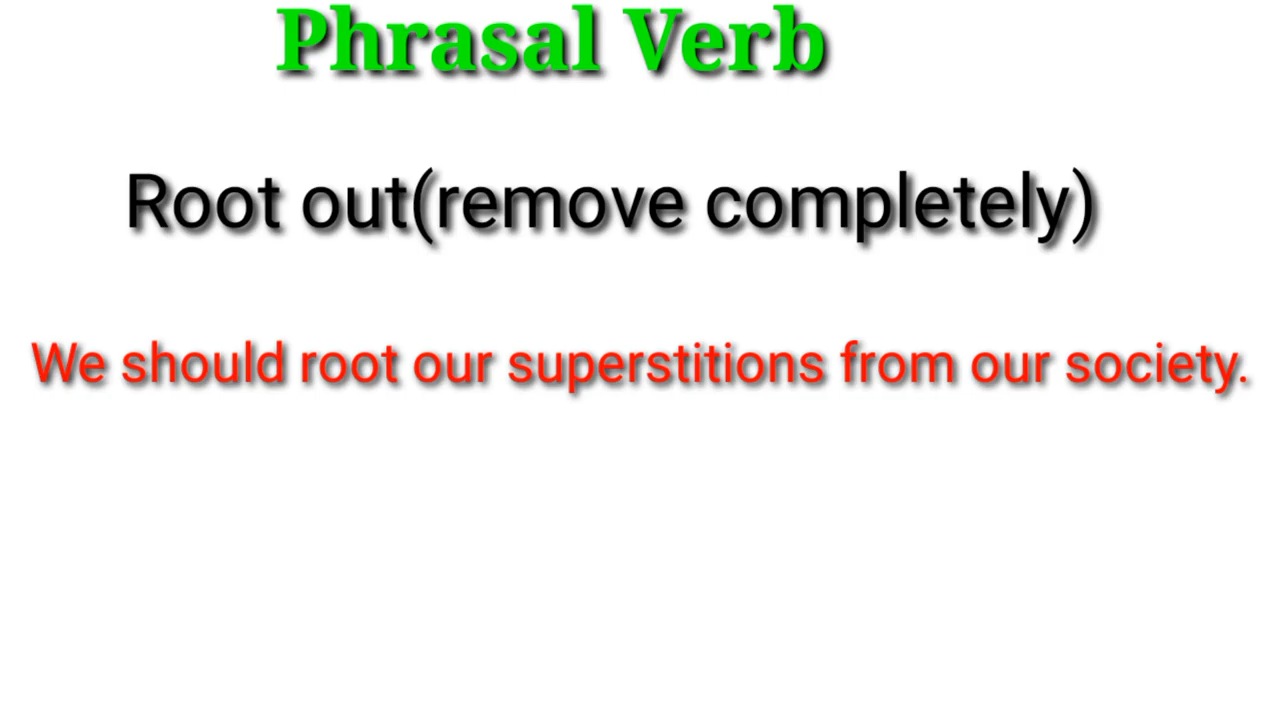 Phrasal Verb
Root out(remove completely)
We should root our superstitions from our society.